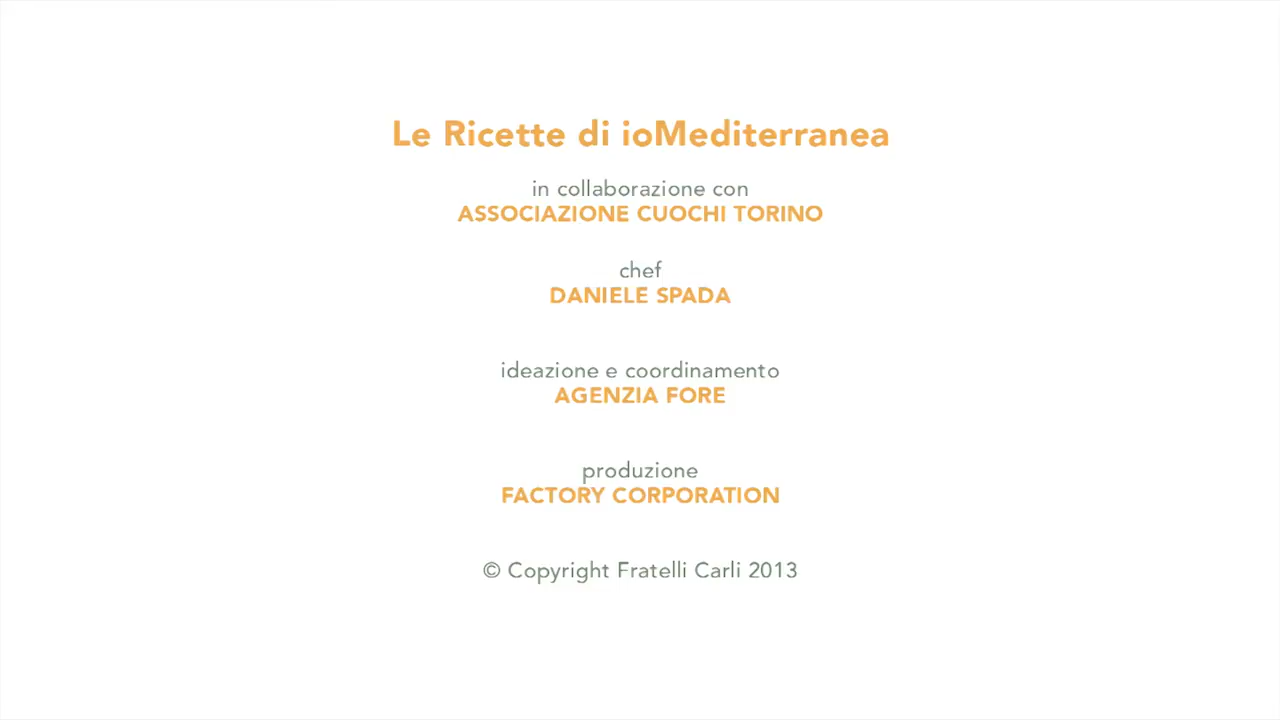 Le Ricette di ioMediterranea
in collaborazione con
ASSOCIAZIONE CUOCHI TORINO
chef
DANIELE SPADA
ideazione e coordinamento
AGENZIA FORE
produzione
FACTORY CORPORATION
© Copyright Fratelli Carli 2013